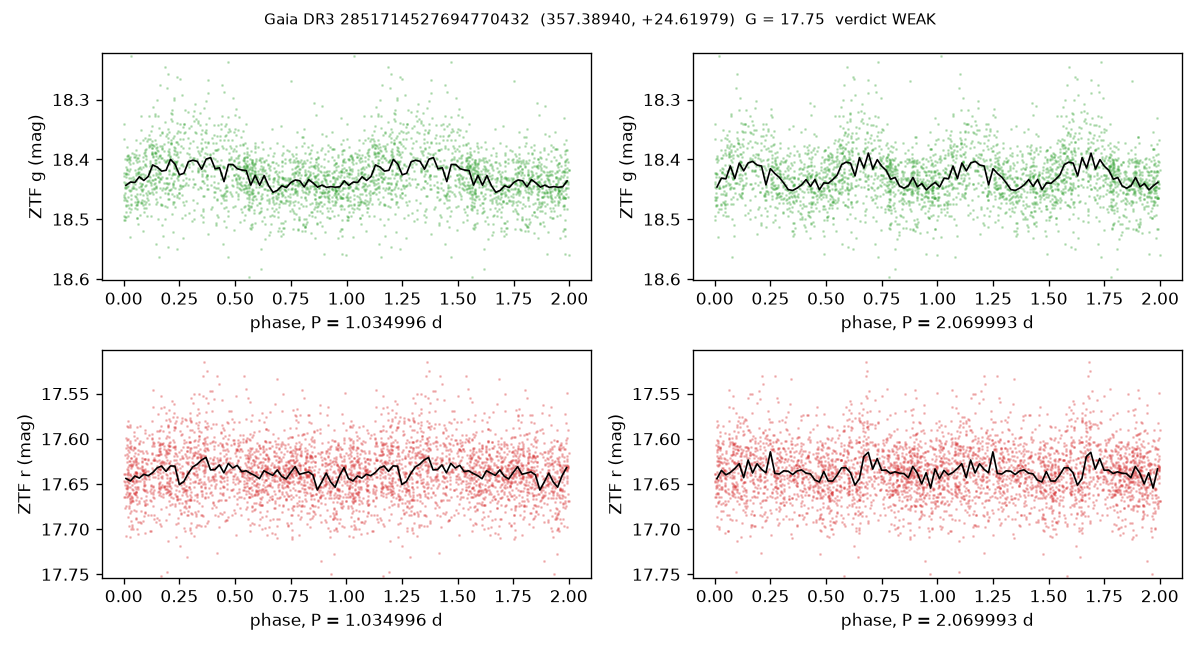 Gaia DR3 2851714527694770432 (357.38940, +24.61979) G = 17.75 verdict WEAK
ZTF g (mag)
18.3
18.4
18.5
18.6
0.00 0.25 0.50 0.75 1.00 1.25 1.50 1.75 2.00
phase, P = 1.034996 d
ZTF g (mag)
18.3
18.4
18.5
18.6
0.00 0.25 0.50 0.75 1.00 1.25 1.50 1.75 2.00
phase, P = 2.069993 d
ZTF r (mag)
17.55
17.60
17.65
17.70
17.75
0.00 0.25 0.50 0.75 1.00 1.25 1.50 1.75 2.00
phase, P = 1.034996 d
ZTF r (mag)
17.55
17.60
17.65
17.70
17.75
0.00 0.25 0.50 0.75 1.00 1.25 1.50 1.75 2.00
phase, P = 2.069993 d